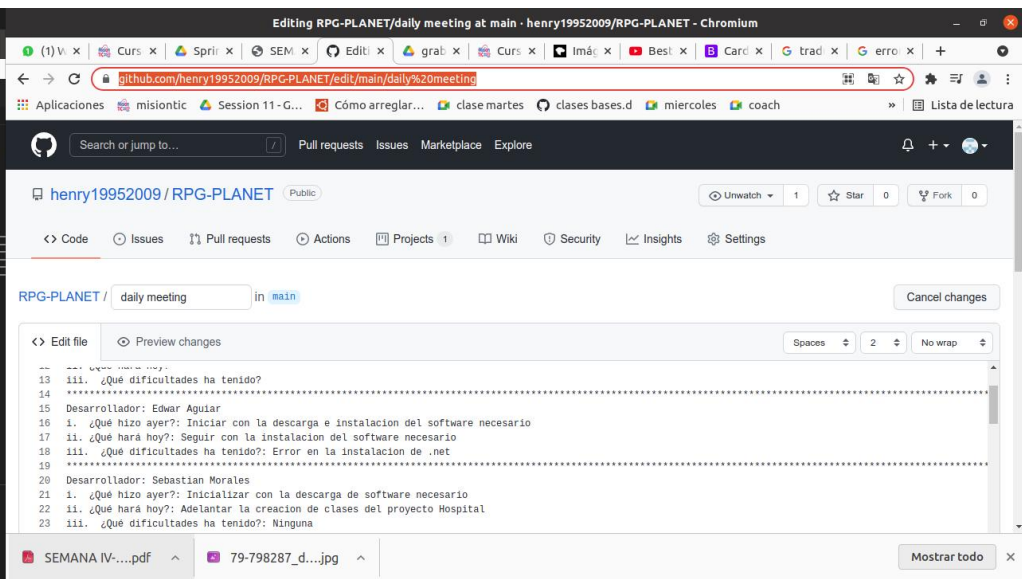 Editing RPG-PLANET/daily meeting at main · henry19952009/RPG-PLANET - Chromium
(1) W Curs Sprin SEM Editi grab Curs Imág Best Card trad error
github.com/henry19952009/RPG-PLANET/edit/main/daily%20meeting
Aplicaciones misiontic Session 11 - G... Cómo arreglar... clase martes clases bases.d miercoles coach » Lista de lectura
Search or jump to... / Pull requests Issues Marketplace Explore
henry19952009 / RPG-PLANET Public Unwatch 1 Star 0 Fork 0
<> Code Issues Pull requests Actions Projects 1 Wiki Security Insights Settings
RPG-PLANET / daily meeting in main Cancel changes
<> Edit file Preview changes Spaces 2 No wrap
12 ii. ¿Qué hará hoy?
13 iii. ¿Qué dificultades ha tenido?
14 ****************************************************************************************************
15 Desarrollador: Edwar Aguiar
16 i. ¿Qué hizo ayer?: Iniciar con la descarga e instalacion del software necesario
17 ii. ¿Qué hará hoy?: Seguir con la instalacion del software necesario
18 iii. ¿Qué dificultades ha tenido?: Error en la instalacion de .net
19 ****************************************************************************************************
20 Desarrollador: Sebastian Morales
21 i. ¿Qué hizo ayer?: Inicializar con la descarga de software necesario
22 ii. ¿Qué hará hoy?: Adelantar la creacion de clases del proyecto Hospital
23 iii. ¿Qué dificultades ha tenido?: Ninguna
SEMANA IV-....pdf 79-798287_d....jpg Mostrar todo